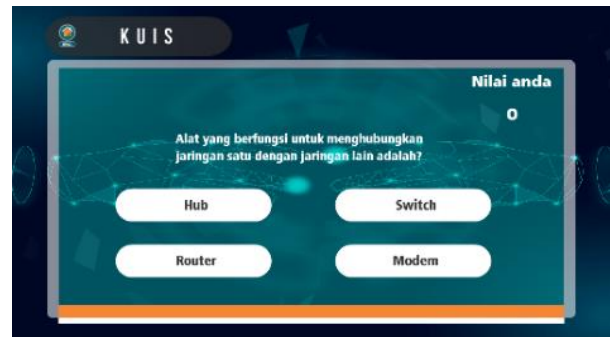 KUIS
Nilai anda
0
Alat yang berfungsi untuk menghubungkan
jaringan satu dengan jaringan lain adalah?
Hub
Switch
Router
Modem